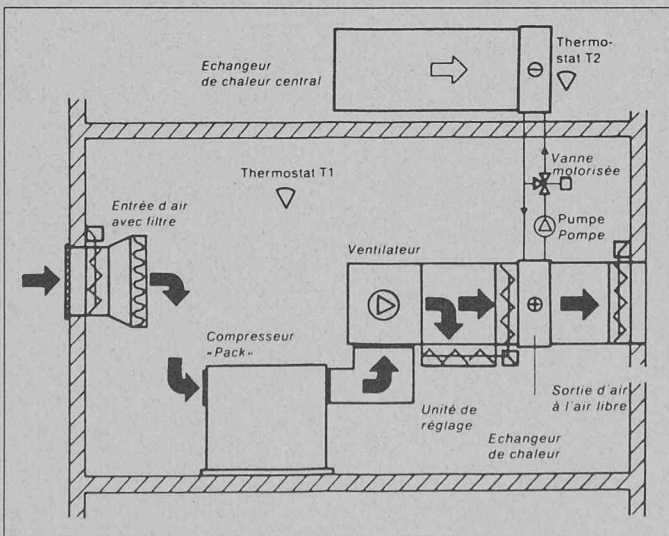 Echangeur
de chaleur central
Thermo-
stat T2
Thermostat T1
Vanne
motorisée
Entrée d'air
avec filtre
Pumpe
Pompe
Ventilateur
Compresseur
«Pack»
Unité de
réglage
Sortie d'air
à l'air libre
Echangeur
de chaleur